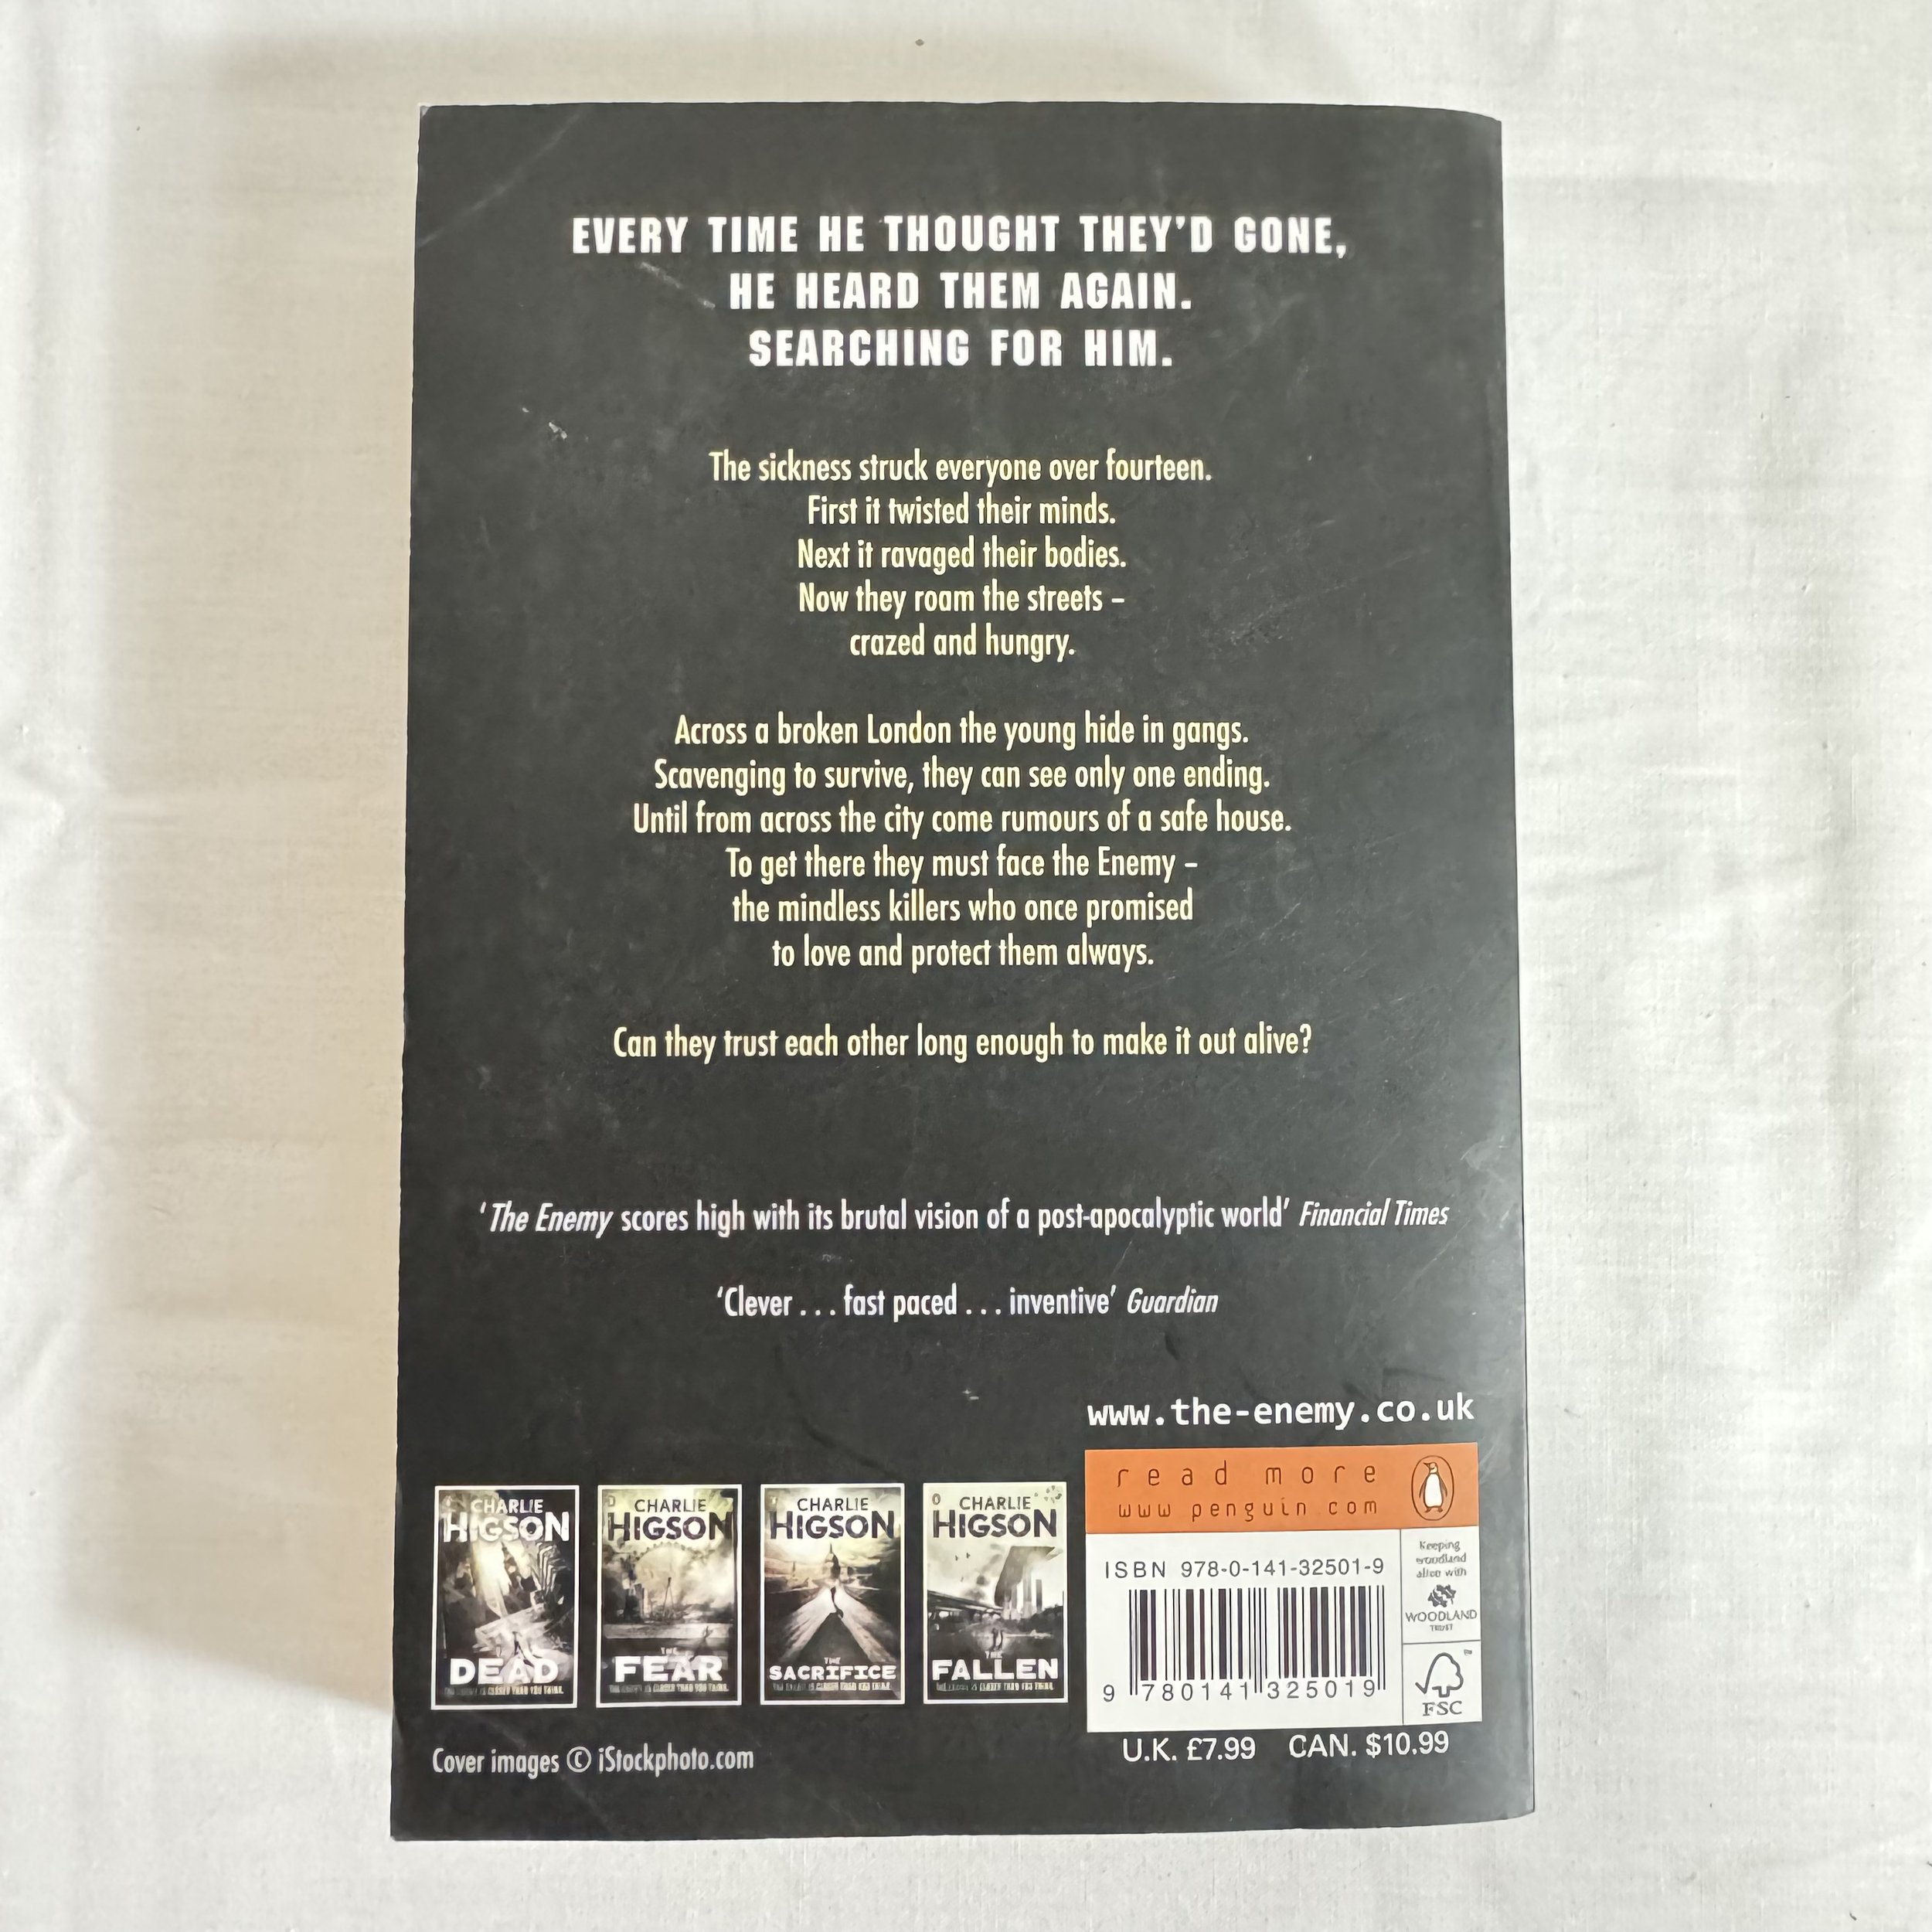 EVERY TIME HE THOUGHT THEY'D GONE,
HE HEARD THEM AGAIN.
SEARCHING FOR HIM.
The sickness struck everyone over fourteen.
First it twisted their minds.
Next it ravaged their bodies.
Now they roam the streets –
crazed and hungry.
Across a broken London the young hide in gangs.
Scavenging to survive, they can see only one ending.
Until from across the city come rumours of a safe house.
To get there they must face the Enemy –
the mindless killers who once promised
to love and protect them always.
Can they trust each other long enough to make it out alive?
'The Enemy scores high with its brutal vision of a post-apocalyptic world' Financial Times
'Clever . . . fast paced . . . inventive' Guardian
www.the-enemy.co.uk
CHARLIE
HIGSON
DEAD
CHARLIE
HIGSON
THE
FEAR
CHARLIE
HIGSON
THE
SACRIFICE
CHARLIE
HIGSON
THE
FALLEN
Cover images © iStockphoto.com
read more
www penguin com
ISBN 978-0-141-32501-9
9 780141 325019
Keeping
woodland
alive with
WOODLAND
TRUST
FSC
U.K. £7.99 CAN. $10.99